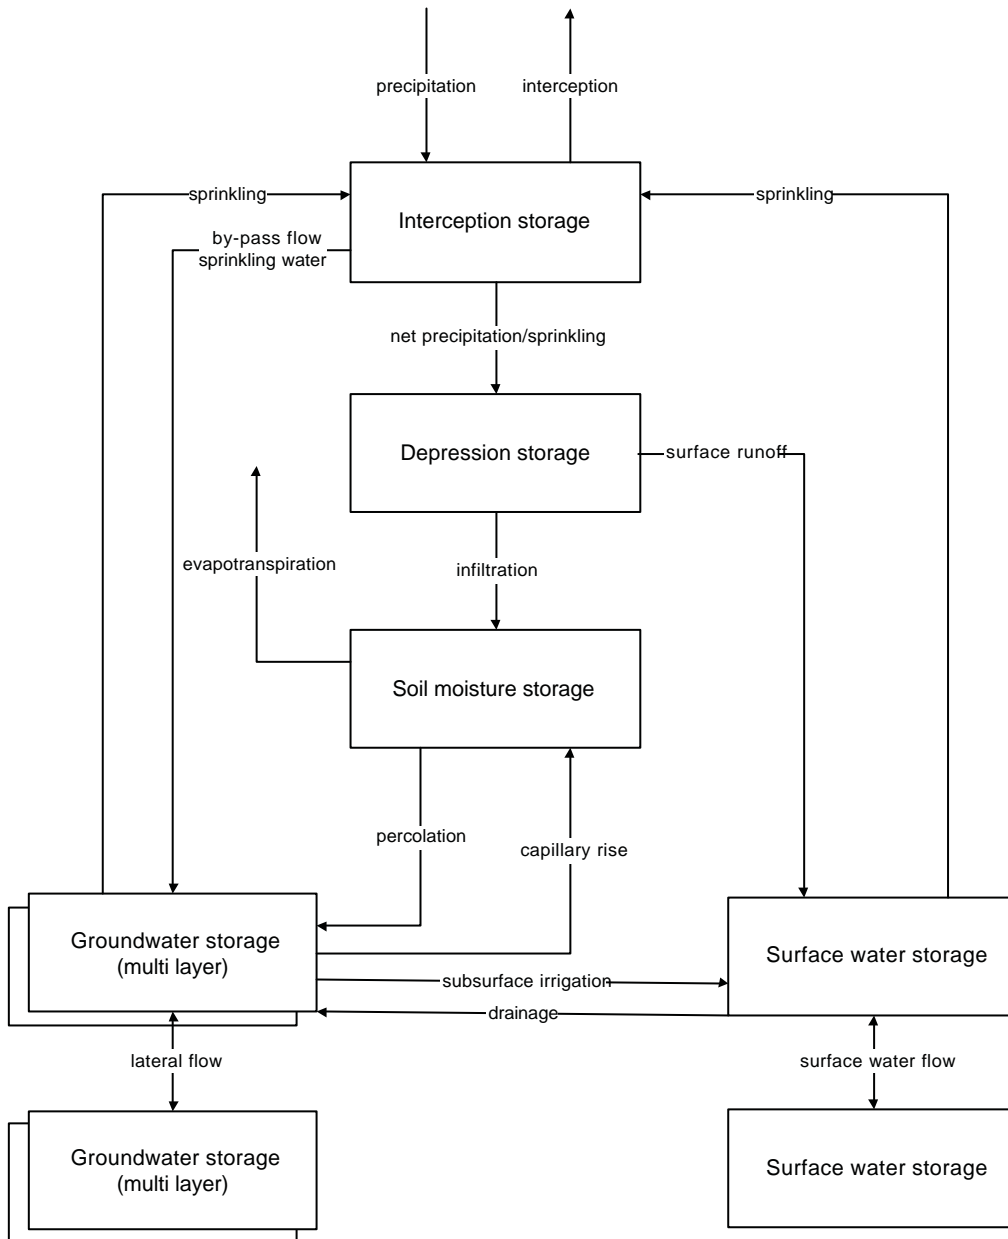 precipitation
interception
sprinkling
Interception storage
sprinkling
by-pass flow
sprinkling water
net precipitation/sprinkling
Depression storage
surface runoff
evapotranspiration
infiltration
Soil moisture storage
percolation
capillary rise
Groundwater storage
(multi layer)
Surface water storage
subsurface irrigation
drainage
lateral flow
surface water flow
Groundwater storage
(multi layer)
Surface water storage